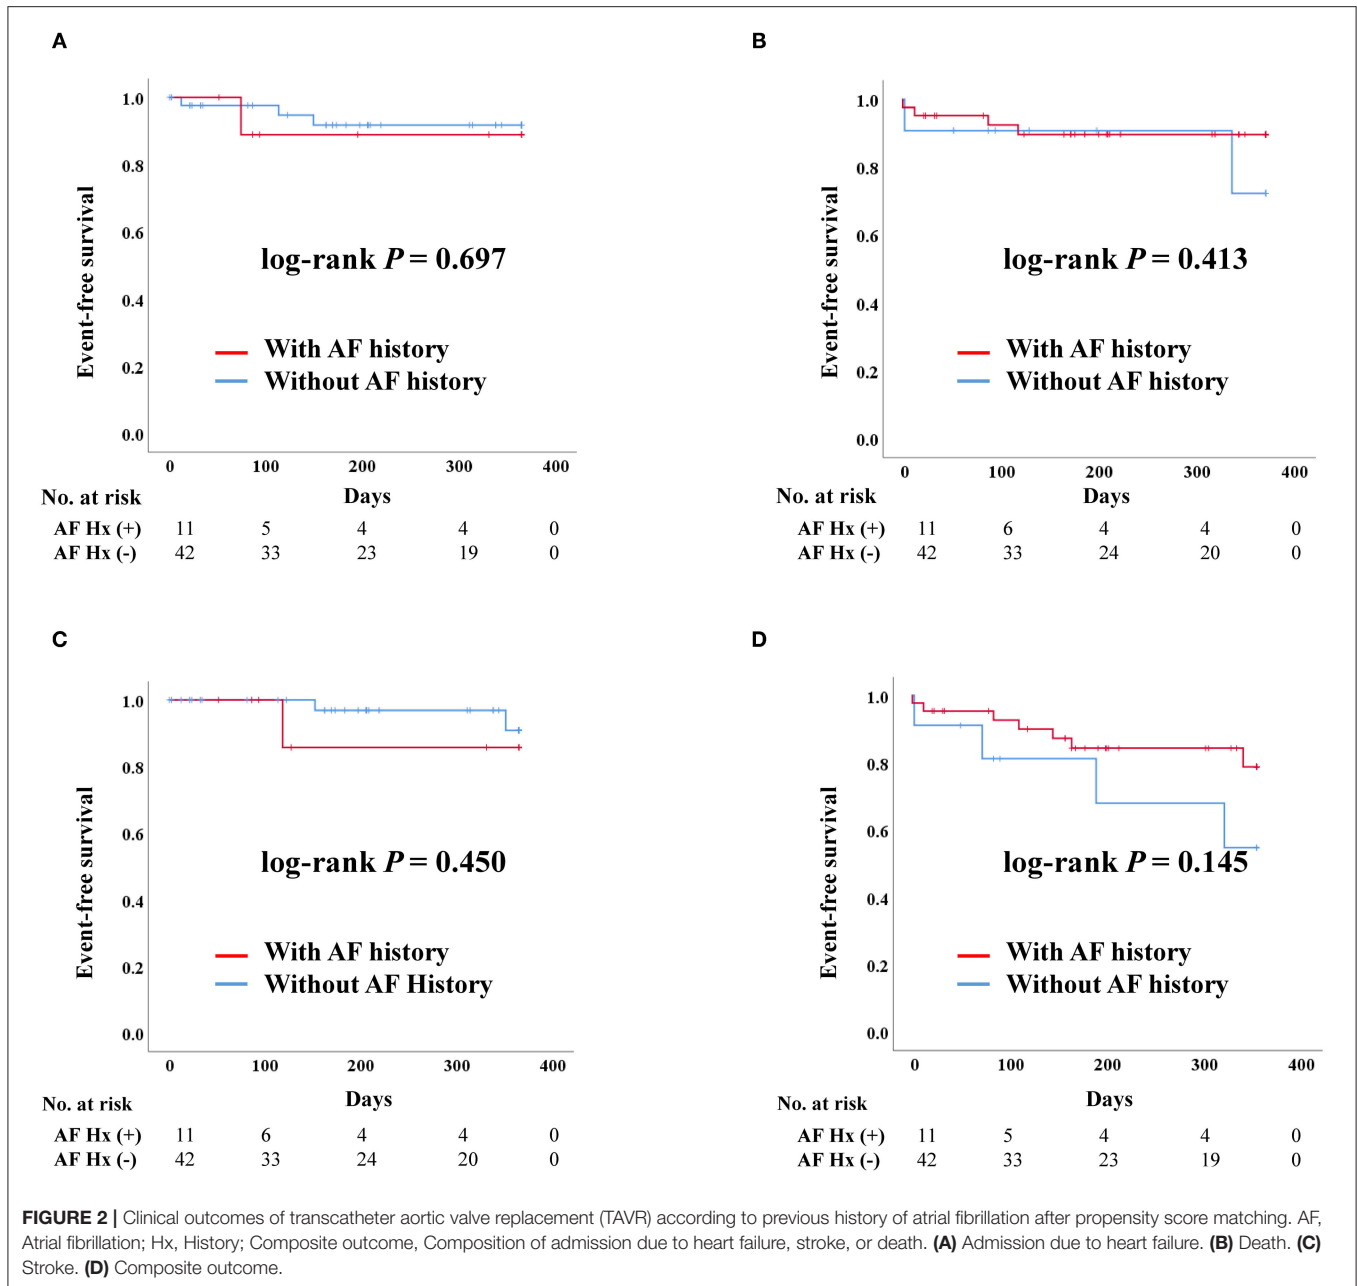 A
1.0
0.8
0.6
0.4
0.2
0.0
Event-free survival
log-rank P = 0.697
With AF history
Without AF history
0 100 200 300 400
No. at risk Days
AF Hx (+) 11 5 4 4 0
AF Hx (-) 42 33 23 19 0
B
1.0
0.8
0.6
0.4
0.2
0.0
Event-free survival
log-rank P = 0.413
With AF history
Without AF history
0 100 200 300 400
No. at risk Days
AF Hx (+) 11 6 4 4 0
AF Hx (-) 42 33 24 20 0
C
1.0
0.8
0.6
0.4
0.2
0.0
Event-free survival
log-rank P = 0.450
With AF history
Without AF History
0 100 200 300 400
No. at risk Days
AF Hx (+) 11 6 4 4 0
AF Hx (-) 42 33 24 20 0
D
1.0
0.8
0.6
0.4
0.2
0.0
Event-free survival
log-rank P = 0.145
With AF history
Without AF history
0 100 200 300 400
No. at risk Days
AF Hx (+) 11 5 4 4 0
AF Hx (-) 42 33 23 19 0
FIGURE 2 | Clinical outcomes of transcatheter aortic valve replacement (TAVR) according to previous history of atrial fibrillation after propensity score matching. AF,
Atrial fibrillation; Hx, History; Composite outcome, Composition of admission due to heart failure, stroke, or death. (A) Admission due to heart failure. (B) Death. (C)
Stroke. (D) Composite outcome.